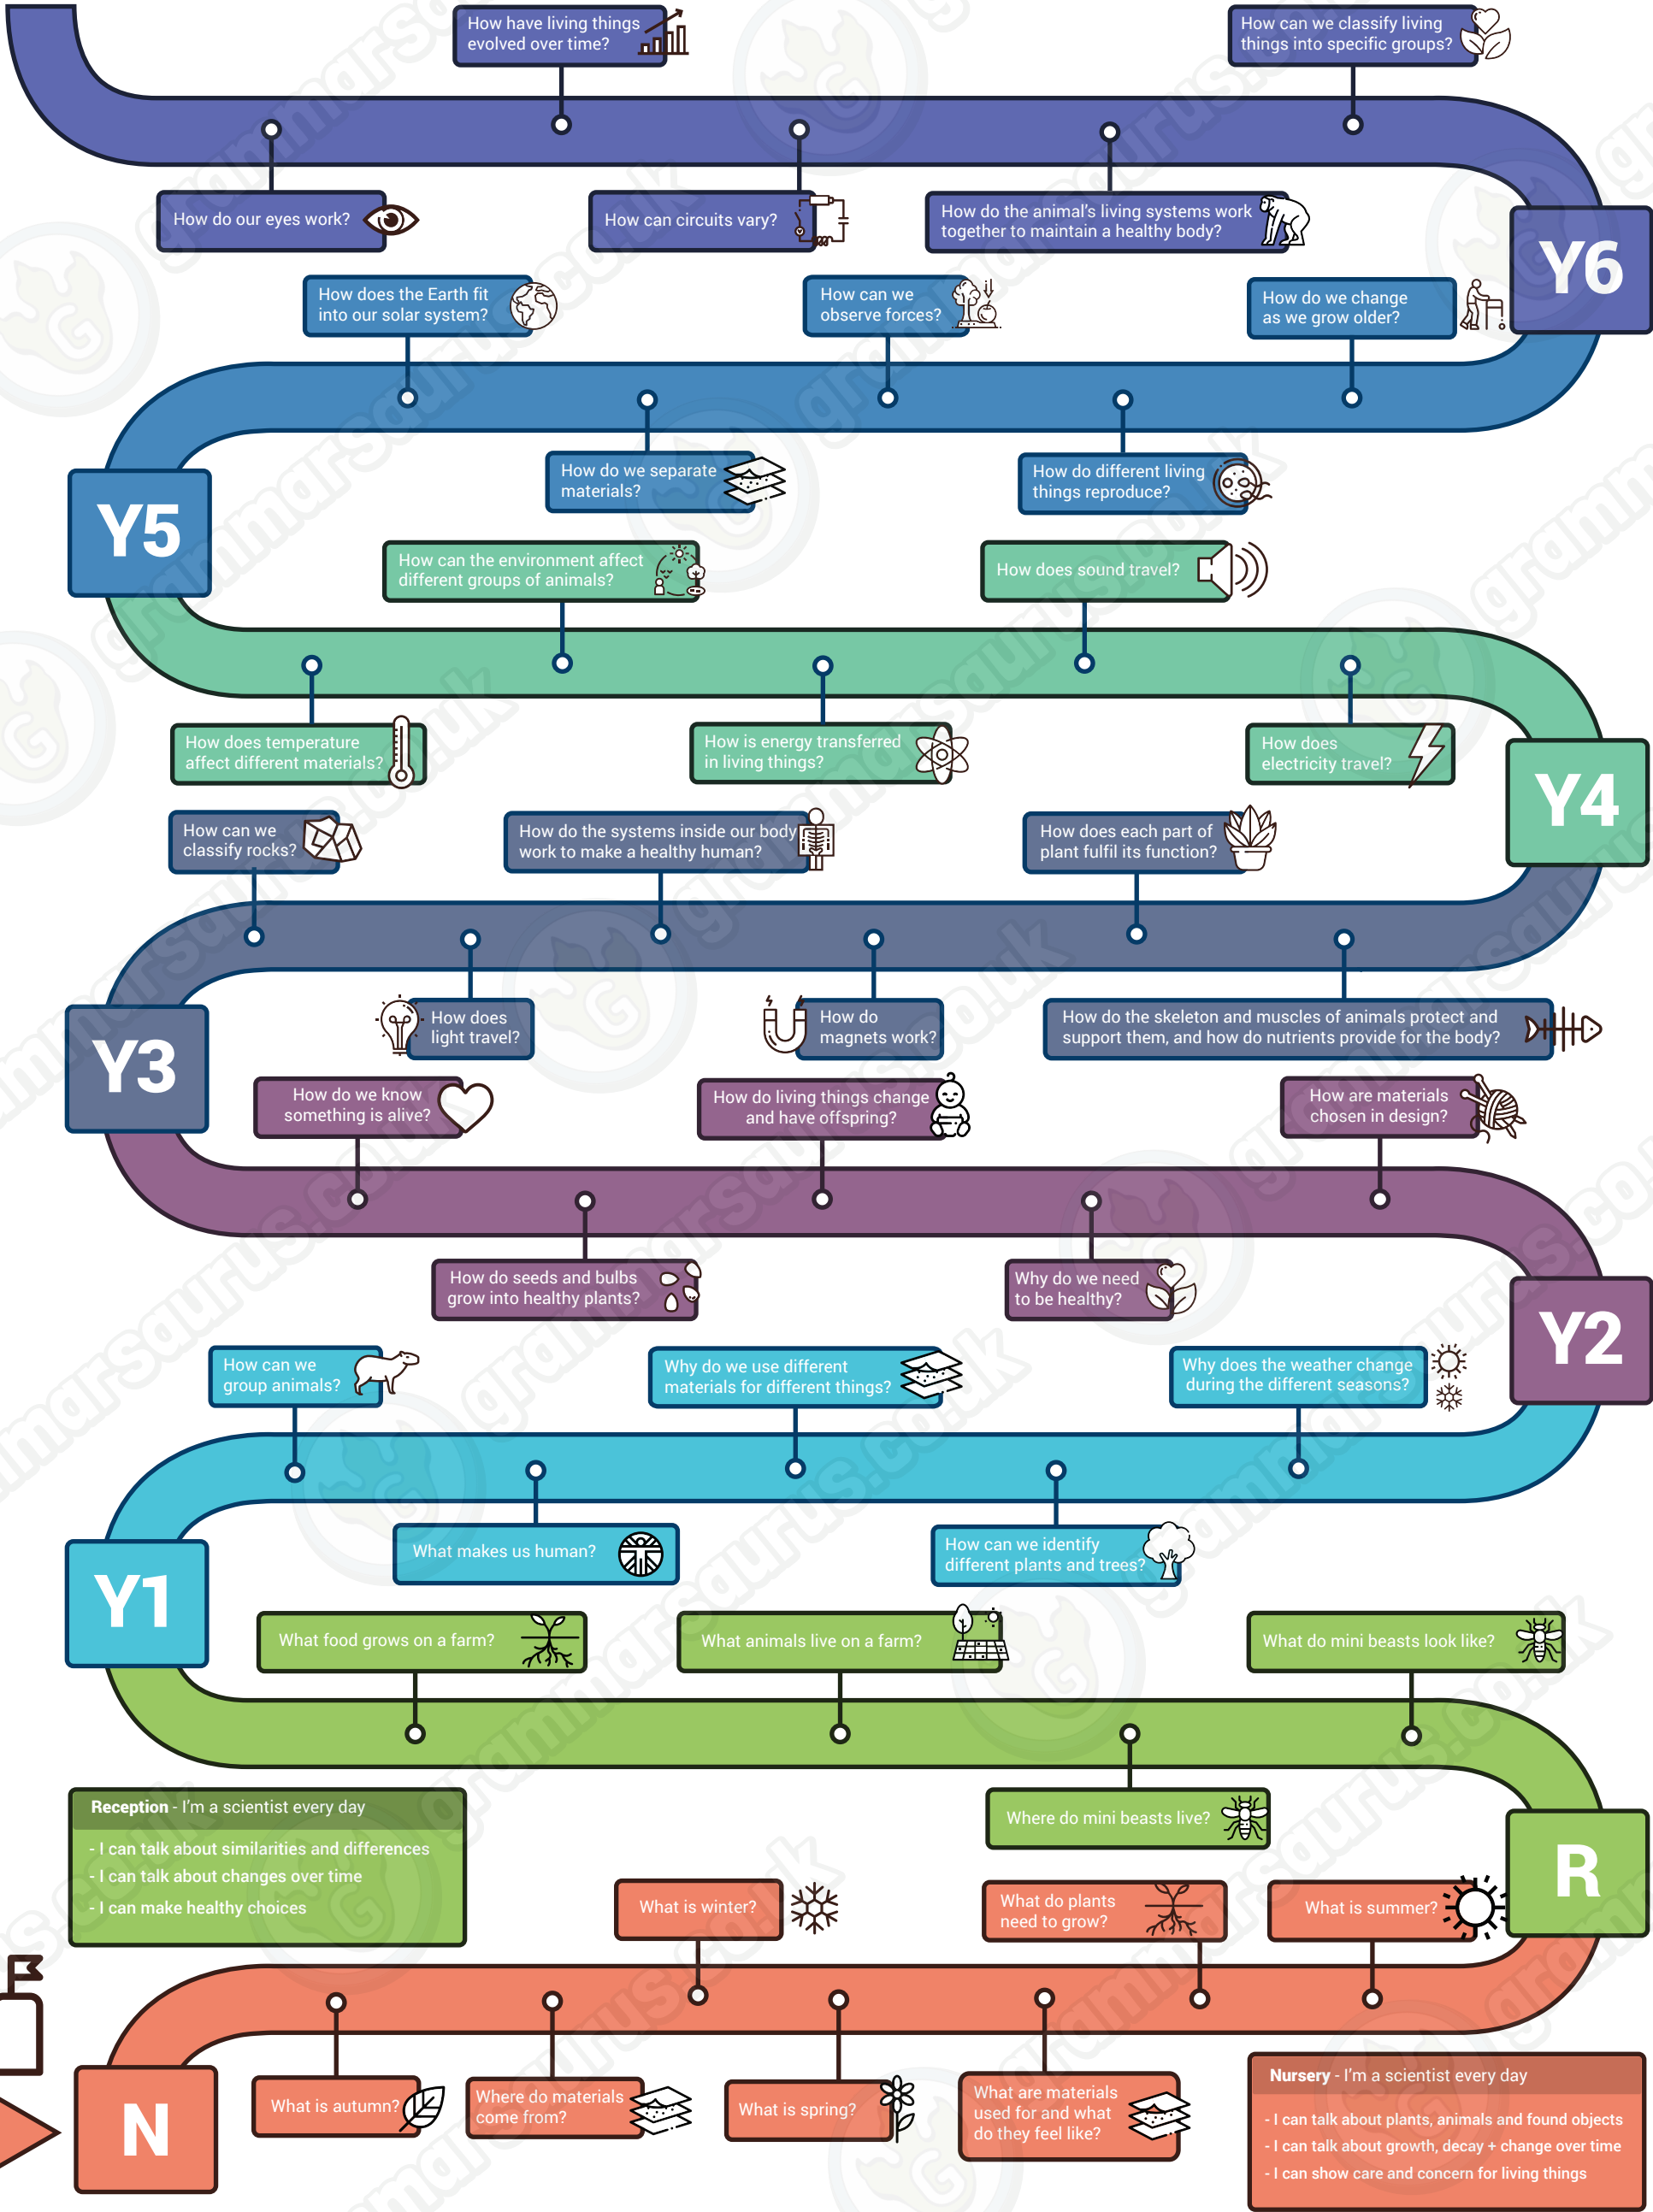 How have living things
evolved over time?
How can we classify living
things into specific groups?
How do our eyes work?
How can circuits vary?
How do the animal's living systems work
together to maintain a healthy body?
Y6
How does the Earth fit
into our solar system?
How can we
observe forces?
How do we change
as we grow older?
How do we separate
materials?
How do different living
things reproduce?
Y5
How can the environment affect
different groups of animals?
How does sound travel?
How does temperature
affect different materials?
How is energy transferred
in living things?
How does
electricity travel?
Y4
How can we
classify rocks?
How do the systems inside our body
work to make a healthy human?
How does each part of
plant fulfil its function?
How does
light travel?
How do
magnets work?
How do the skeleton and muscles of animals protect and
support them, and how do nutrients provide for the body?
Y3
How do we know
something is alive?
How do living things change
and have offspring?
How are materials
chosen in design?
How do seeds and bulbs
grow into healthy plants?
Why do we need
to be healthy?
Y2
How can we
group animals?
Why do we use different
materials for different things?
Why does the weather change
during the different seasons?
What makes us human?
How can we identify
different plants and trees?
Y1
What food grows on a farm?
What animals live on a farm?
What do mini beasts look like?
Where do mini beasts live?
Reception - I'm a scientist every day
- I can talk about similarities and differences
- I can talk about changes over time
- I can make healthy choices
R
What is winter?
What do plants
need to grow?
What is summer?
N
What is autumn?
Where do materials
come from?
What is spring?
What are materials
used for and what
do they feel like?
Nursery - I'm a scientist every day
- I can talk about plants, animals and found objects
- I can talk about growth, decay + change over time
- I can show care and concern for living things
grammarsaurus.co.uk